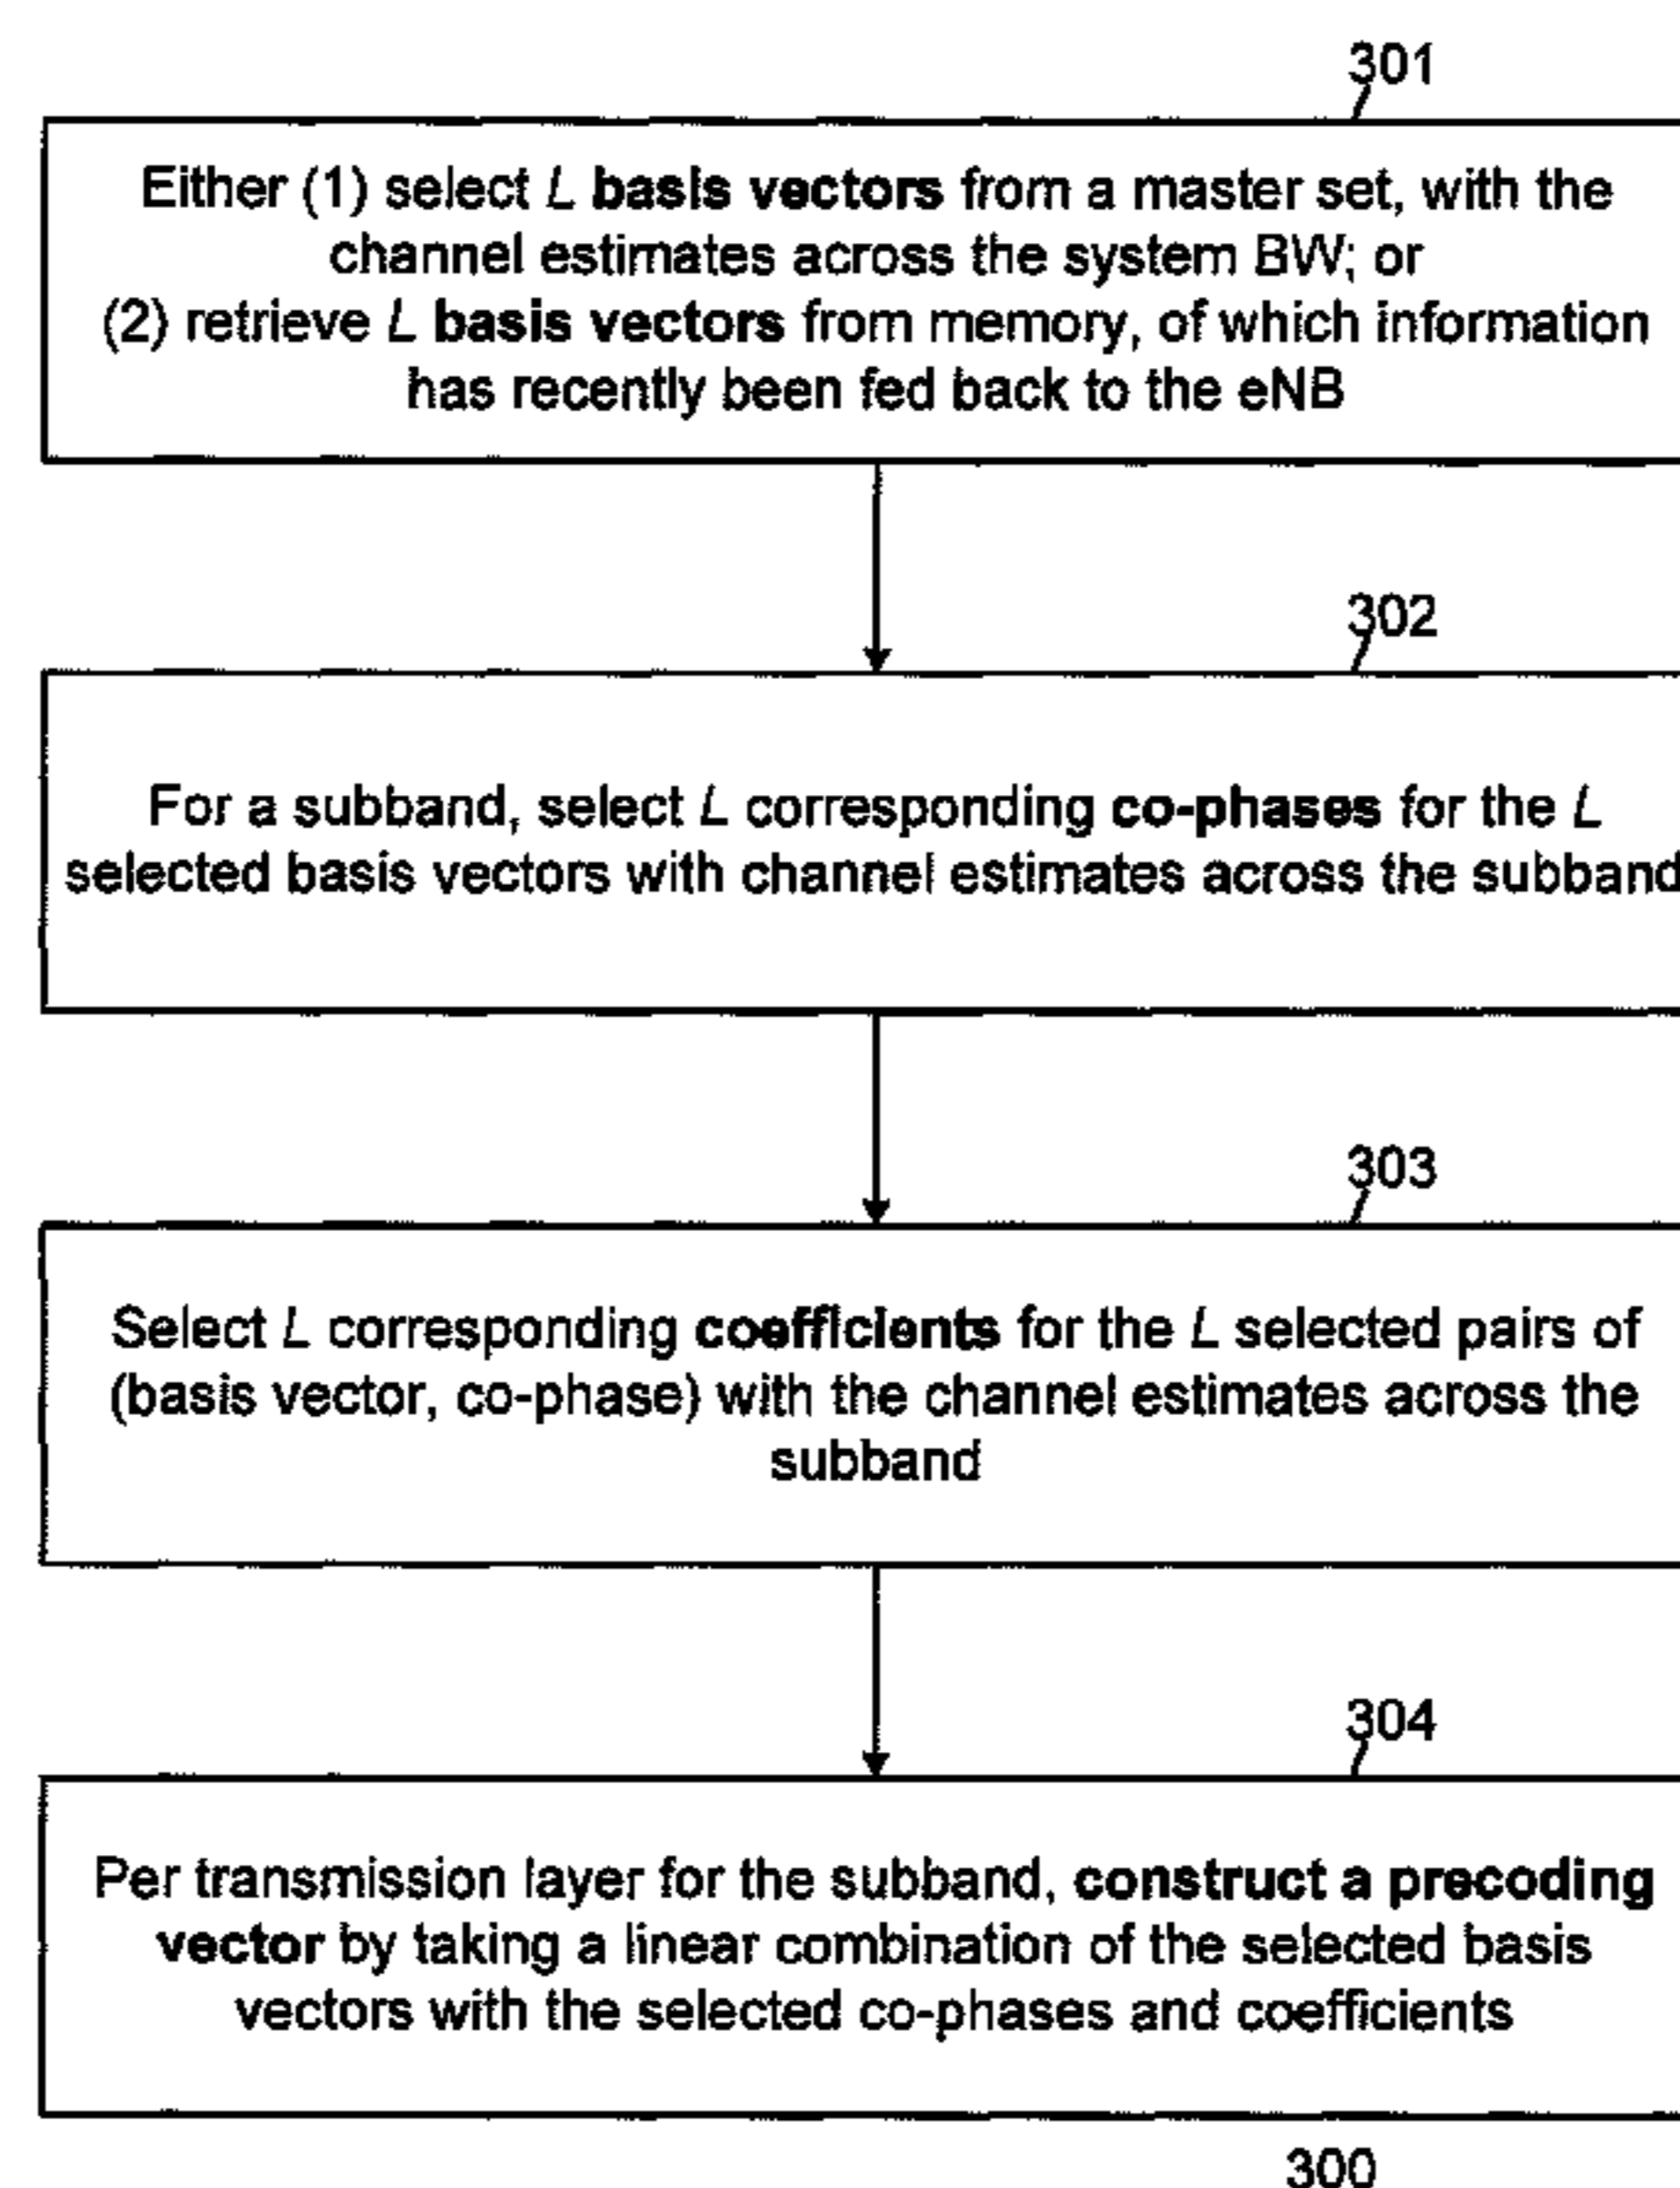 301
Either (1) select L basis vectors from a master set, with the
channel estimates across the system BW; or
(2) retrieve L basis vectors from memory, of which information
has recently been fed back to the eNB
302
For a subband, select L corresponding co-phases for the L
selected basis vectors with channel estimates across the subband
303
Select L corresponding coefficients for the L selected pairs of
(basis vector, co-phase) with the channel estimates across the
subband
304
Per transmission layer for the subband, construct a precoding
vector by taking a linear combination of the selected basis
vectors with the selected co-phases and coefficients
300